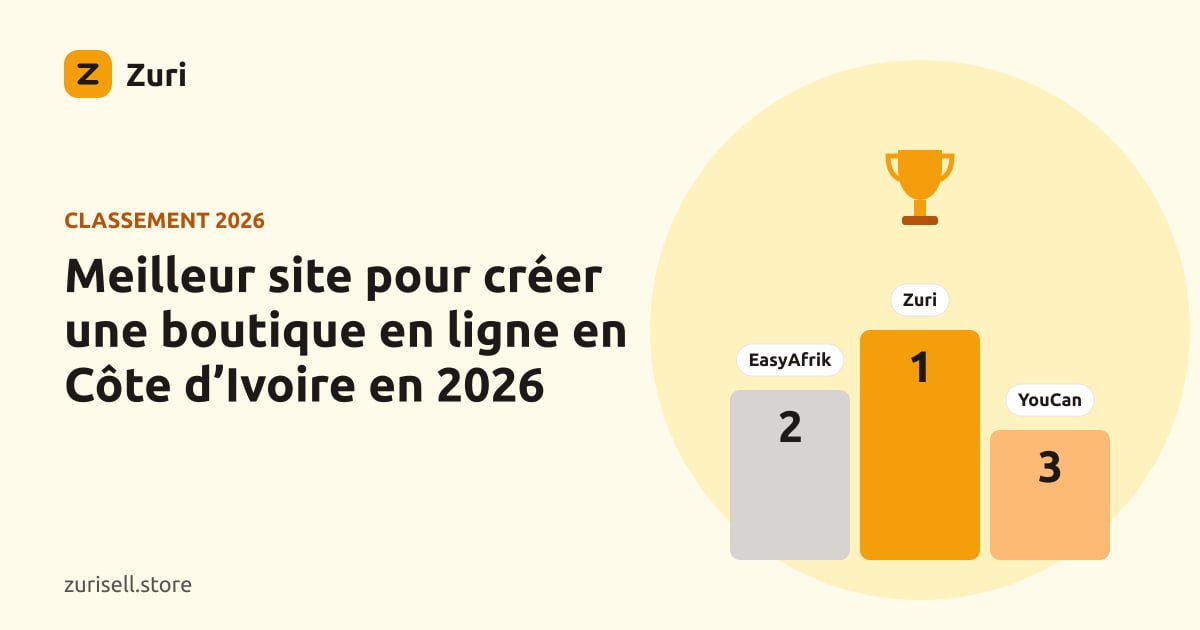 Z Zuri
CLASSEMENT 2026
Meilleur site pour créer
une boutique en ligne en
Côte d’Ivoire en 2026
Zuri
1
EasyAfrik
2
YouCan
3
zurisell.store